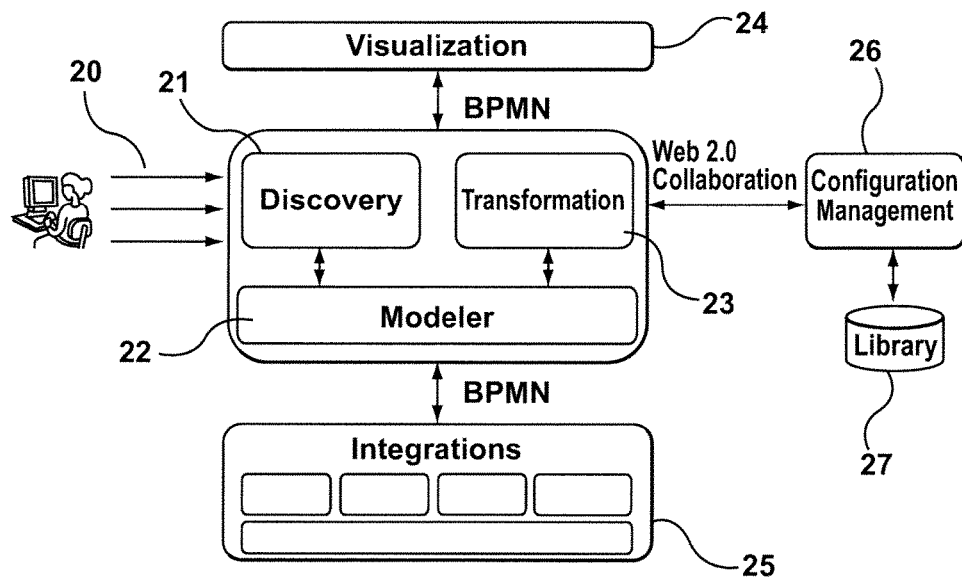 Visualization
24
20
21
BPMN
26
Discovery
Transformation
Web 2.0
Collaboration
Configuration
Management
23
22
Modeler
Library
BPMN
27
Integrations
25